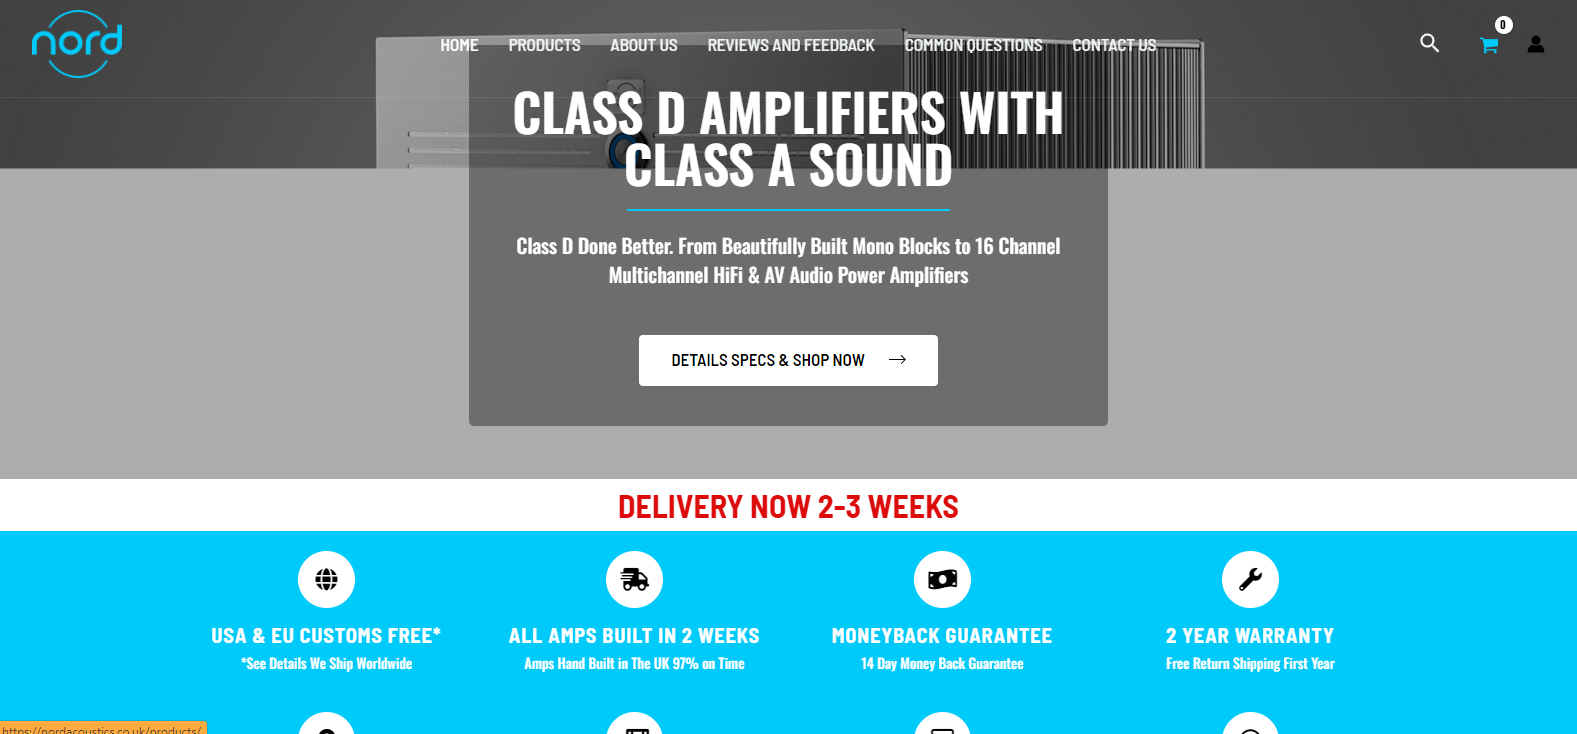 nord
HOME PRODUCTS ABOUT US REVIEWS AND FEEDBACK COMMON QUESTIONS CONTACT US
0
CLASS D AMPLIFIERS WITH
CLASS A SOUND
Class D Done Better. From Beautifully Built Mono Blocks to 16 Channel
Multichannel HiFi & AV Audio Power Amplifiers
DETAILS SPECS & SHOP NOW
DELIVERY NOW 2-3 WEEKS
USA & EU CUSTOMS FREE*
*See Details We Ship Worldwide
ALL AMPS BUILT IN 2 WEEKS
Amps Hand Built in The UK 97% on Time
MONEYBACK GUARANTEE
14 Day Money Back Guarantee
2 YEAR WARRANTY
Free Return Shipping First Year
https://nordacoustics.co.uk/products/